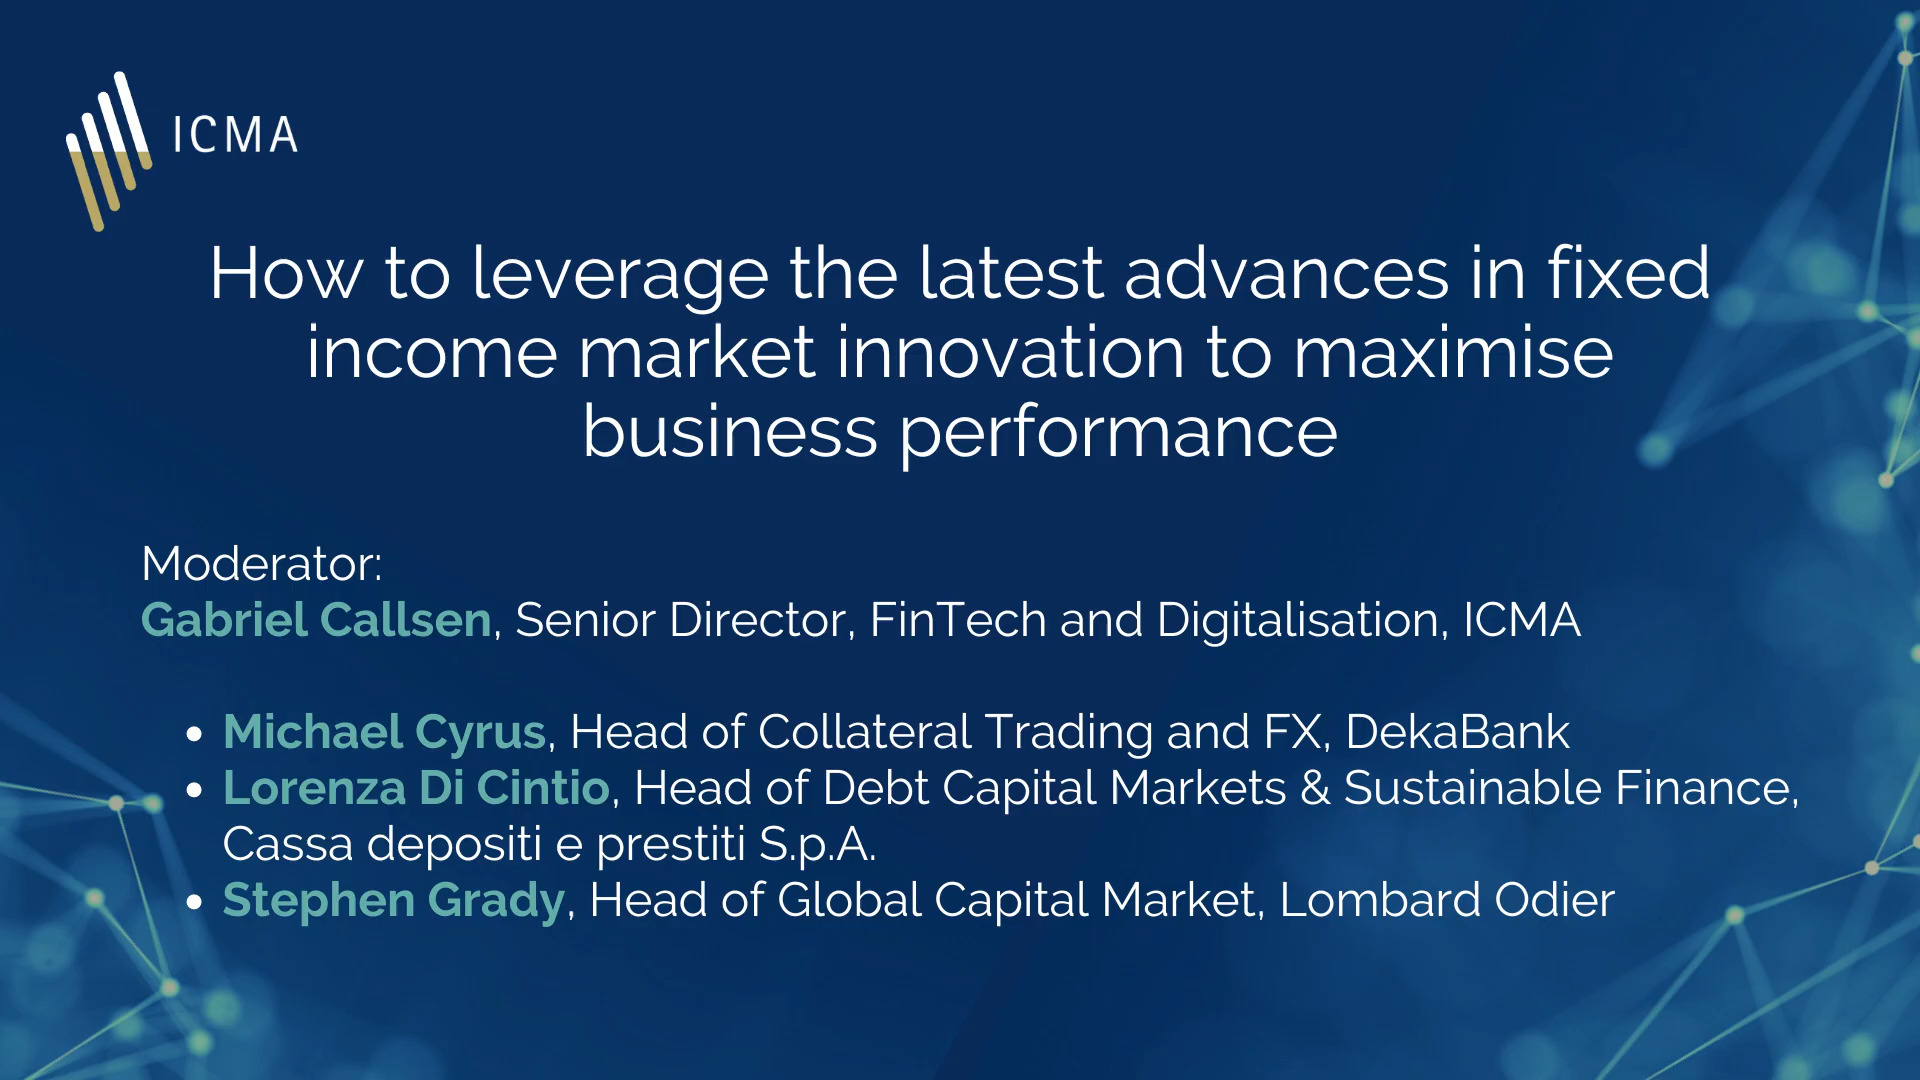 ICMA
How to leverage the latest advances in fixed
income market innovation to maximise
business performance
Moderator:
Gabriel Callsen, Senior Director, FinTech and Digitalisation, ICMA
• Michael Cyrus, Head of Collateral Trading and FX, DekaBank
• Lorenza Di Cintio, Head of Debt Capital Markets & Sustainable Finance,
Cassa depositi e prestiti S.p.A.
• Stephen Grady, Head of Global Capital Market, Lombard Odier